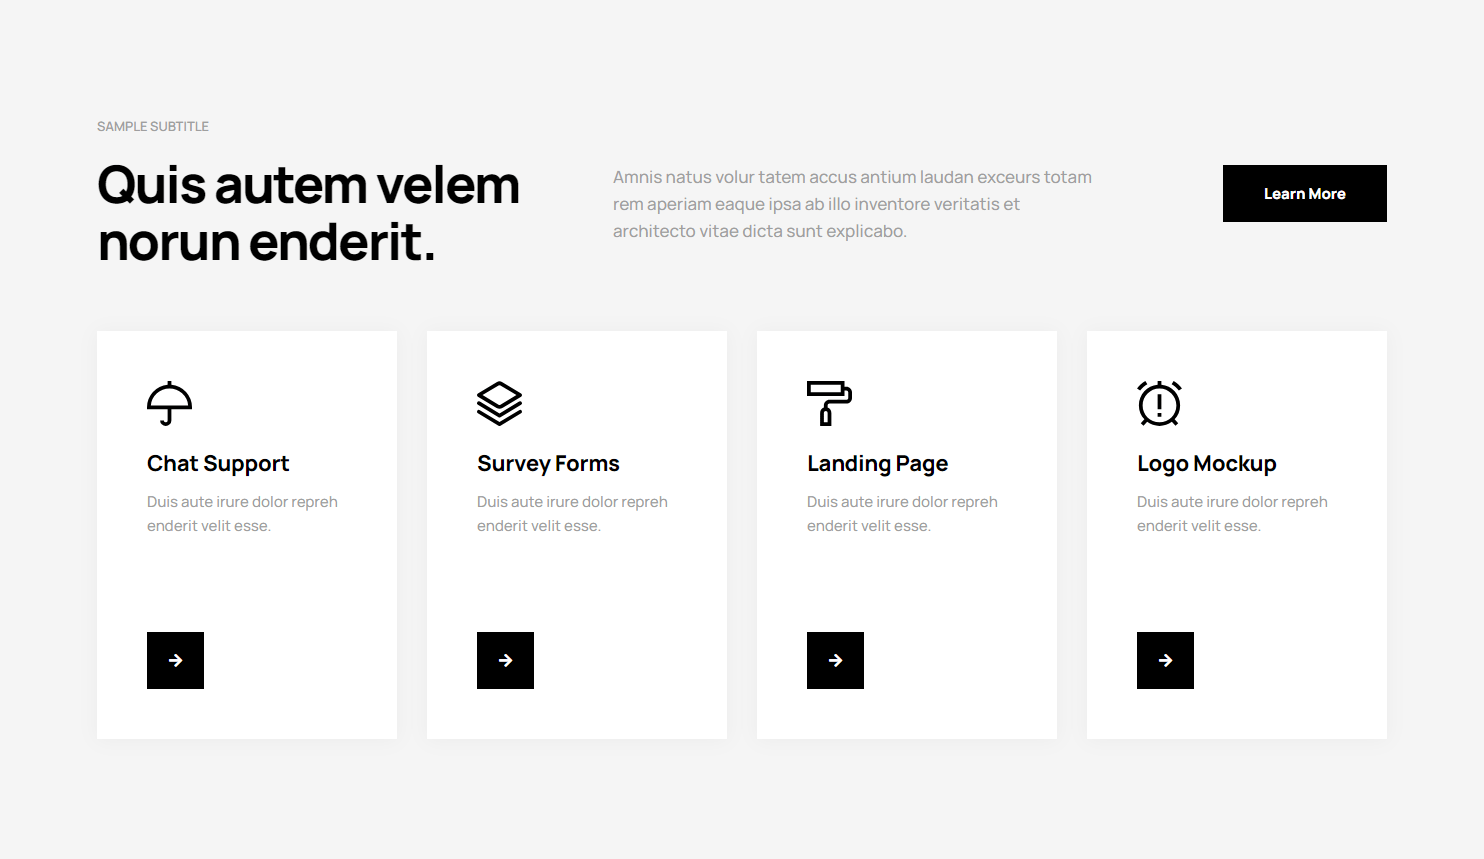 SAMPLE SUBTITLE
Quis autem velem
norun enderit.
Amnis natus volur tatem accus antium laudan exceurs totam
rem aperiam eaque ipsa ab illo inventore veritatis et
architecto vitae dicta sunt explicabo.
Learn More
Chat Support
Duis aute irure dolor repreh
enderit velit esse.
Survey Forms
Duis aute irure dolor repreh
enderit velit esse.
Landing Page
Duis aute irure dolor repreh
enderit velit esse.
Logo Mockup
Duis aute irure dolor repreh
enderit velit esse.